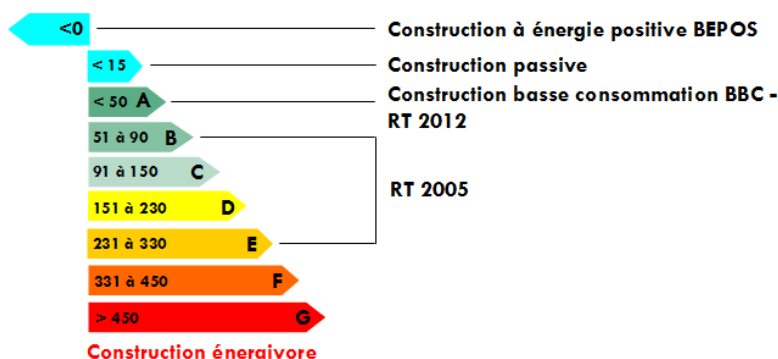 <0 Construction à énergie positive BEPOS
< 15 Construction passive
< 50 A Construction basse consommation BBC -
RT 2012
51 à 90 B
91 à 150 C
RT 2005
151 à 230 D
231 à 330 E
331 à 450 F
> 450 G
Construction éneraivore